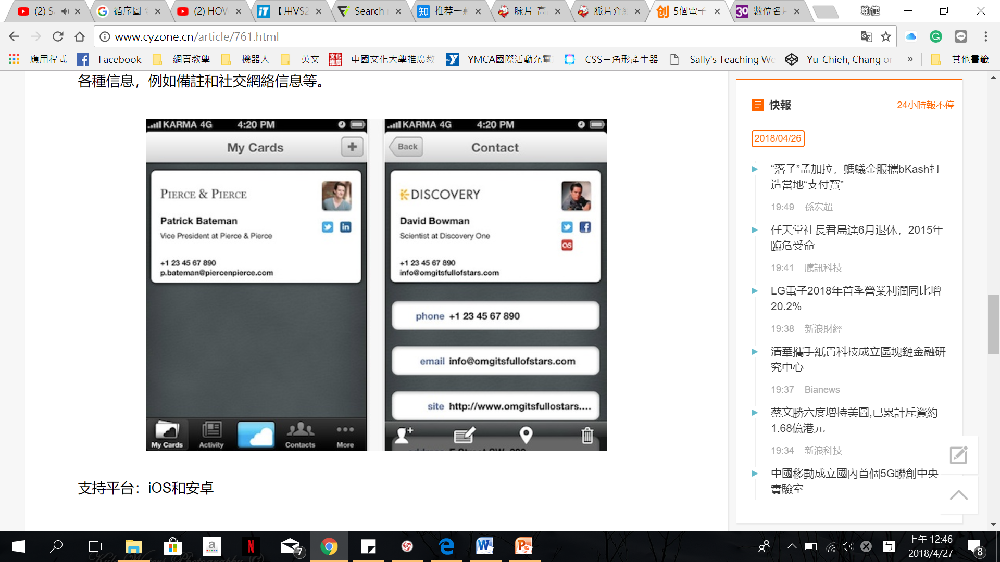 (2) S
循序圖
(2) HOW
【用VS2
Search
推荐一款
脉片_高
脈片介紹
5個電子
數位名片
瑜倢
www.cyzone.cn/article/761.html
應用程式
Facebook
網頁教學
機器人
英文
中國文化大學推廣教
YMCA國際活動充電
CSS三角形產生器
Sally's Teaching We
Yu-Chieh, Chang on
»
其他書籤
各種信息，例如備註和社交網絡信息等。
KARMA 4G 4:20 PM
My Cards
PIERCE & PIERCE
Patrick Bateman
Vice President at Pierce & Pierce
+1 23 45 67 890
p.bateman@piercenpierce.com
My Cards
Activity
Contacts
More
KARMA 4G 4:20 PM
Back
Contact
DISCOVERY
David Bowman
Scientist at Discovery One
+1 23 45 67 890
info@omgitsfullofstars.com
phone +1 23 45 67 890
email info@omgitsfullofstars.com
site http://www.omgitsfullostars....
支持平台：iOS和安卓
快報
24小時報不停
2018/04/26
“落子”孟加拉，螞蟻金服攜bKash打
造當地“支付寶”
19:49 孫宏超
任天堂社長君島達6月退休，2015年
臨危受命
19:41 騰訊科技
LG電子2018年首季營業利潤同比增
20.2%
19:38 新浪財經
清華攜手紙貴科技成立區塊鏈金融研
究中心
19:37 Bianews
蔡文勝六度增持美圖,已累計斥資約
1.68億港元
19:34 新浪科技
中國移動成立國內首個5G聯創中央
實驗室
7
上午 12:46
2018/4/27
8